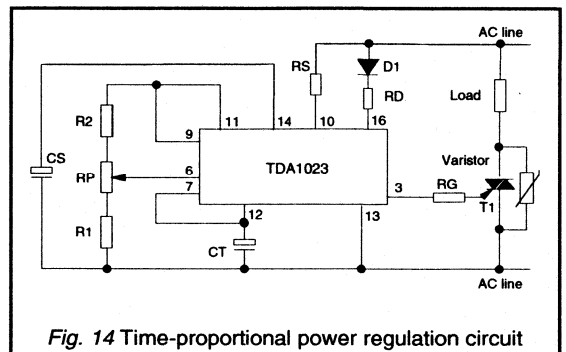 AC line
RS
D1
RD
Load
R2
11
14
10
16
9
CS
TDA1023
Varistor
RP
6
3
RG
7
T1
12
13
R1
CT
AC line
Fig. 14 Time-proportional power regulation circuit